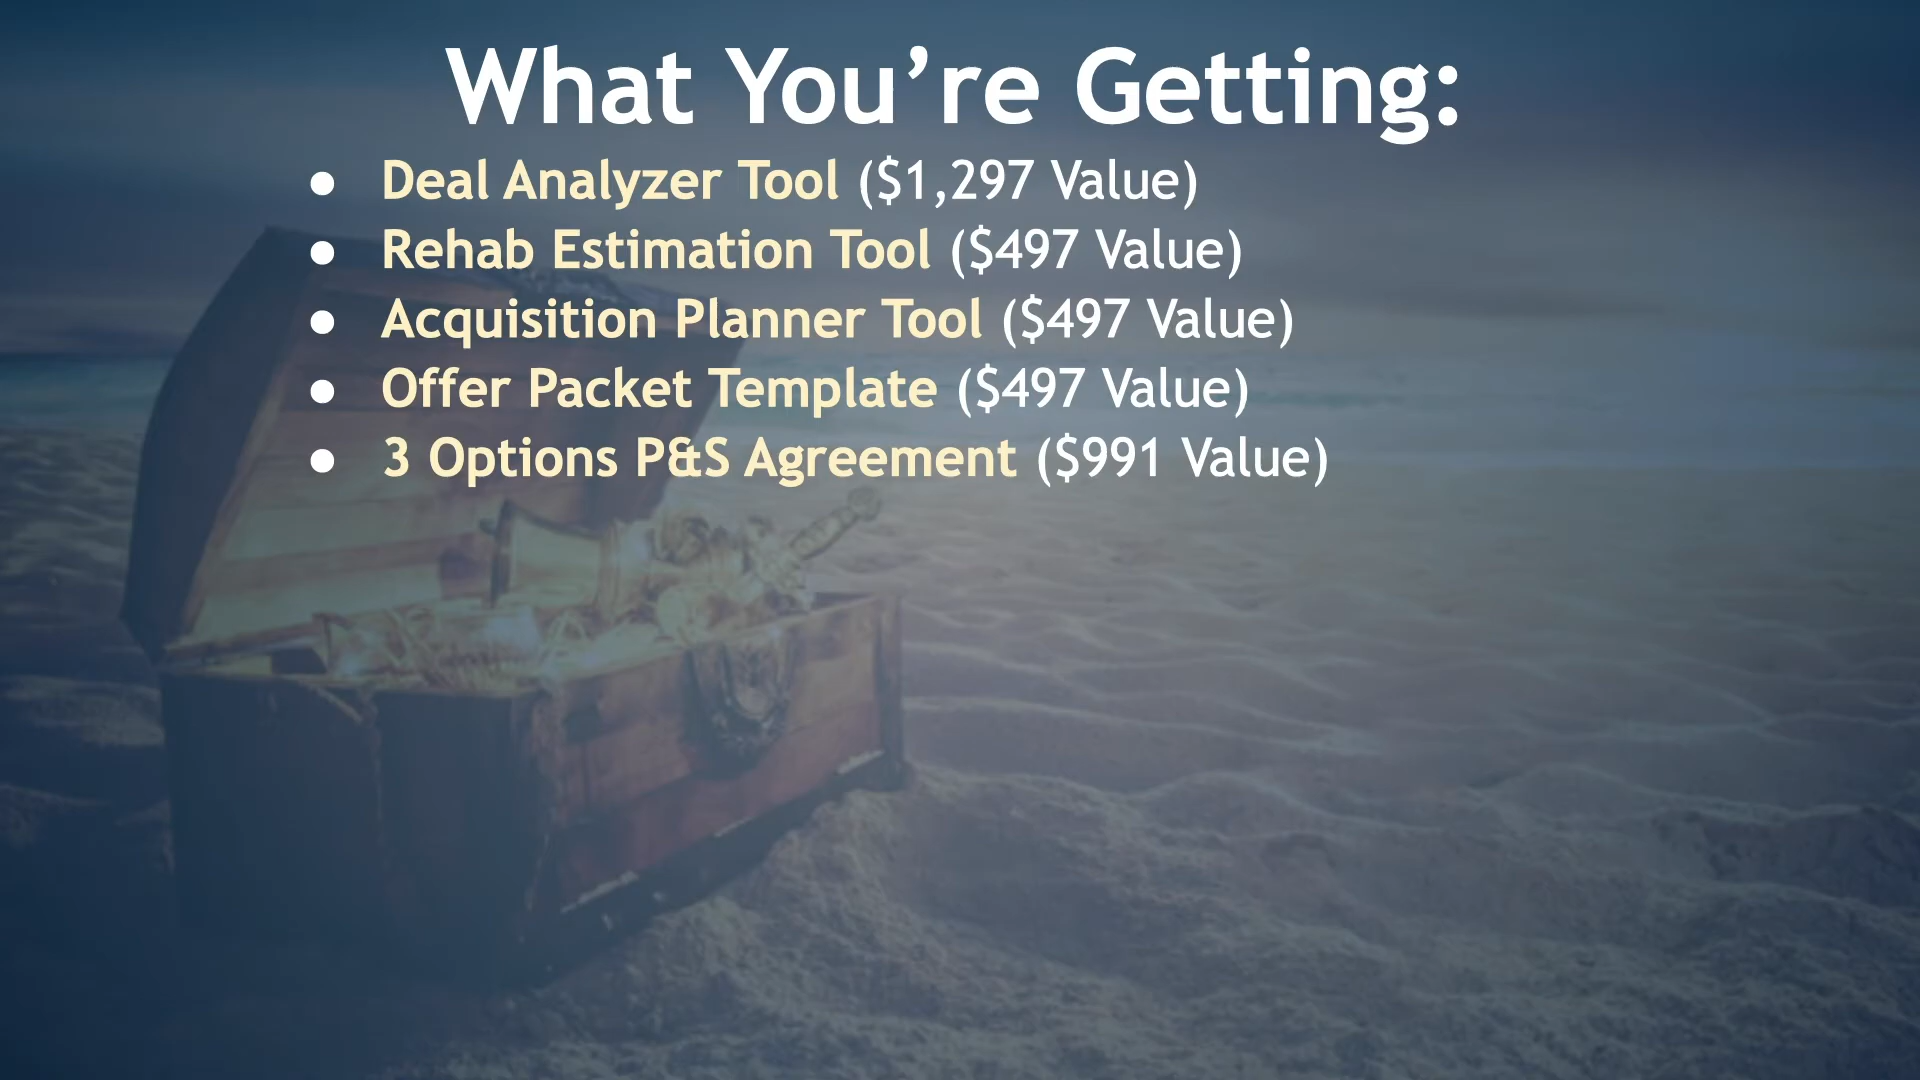 What You’re Getting:
● Deal Analyzer Tool ($1,297 Value)
● Rehab Estimation Tool ($497 Value)
● Acquisition Planner Tool ($497 Value)
● Offer Packet Template ($497 Value)
● 3 Options P&S Agreement ($991 Value)